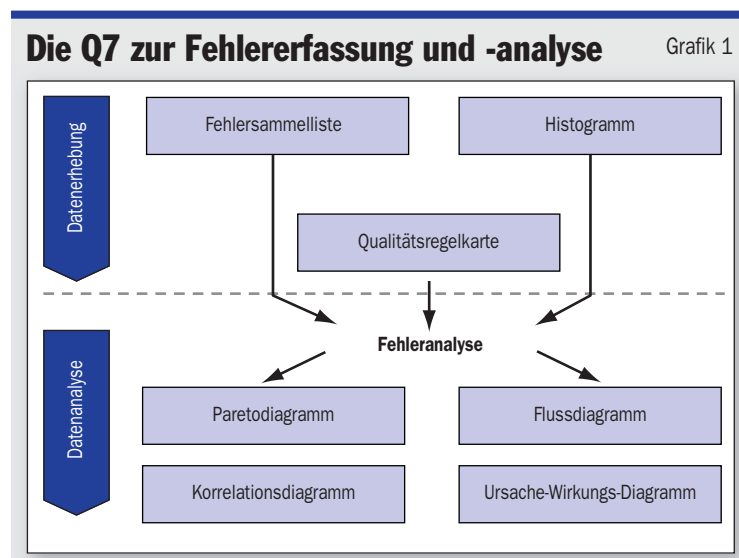 Die Q7 zur Fehlererfassung und -analyse
Grafik 1
Datenerhebung
Fehlersammelliste
Histogramm
Qualitätsregelkarte
Fehleranalyse
Datenanalyse
Paretodiagramm
Flussdiagramm
Korrelationsdiagramm
Ursache-Wirkungs-Diagramm